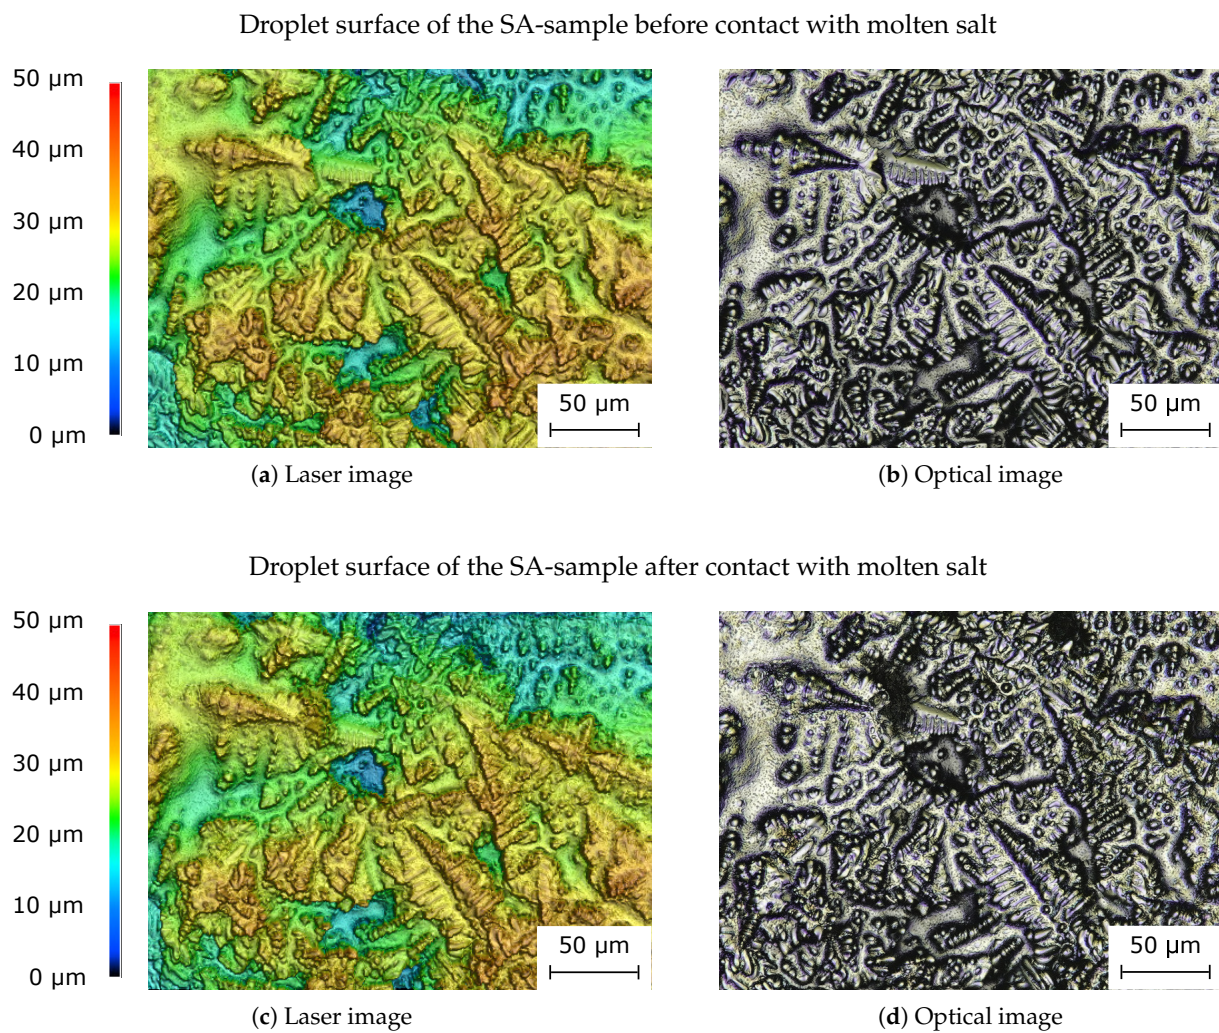 Droplet surface of the SA-sample before contact with molten salt
50 µm
40 µm
30 µm
20 µm
10 µm
0 µm
50 µm
50 µm
(a) Laser image
(b) Optical image
Droplet surface of the SA-sample after contact with molten salt
50 µm
40 µm
30 µm
20 µm
10 µm
0 µm
50 µm
50 µm
(c) Laser image
(d) Optical image